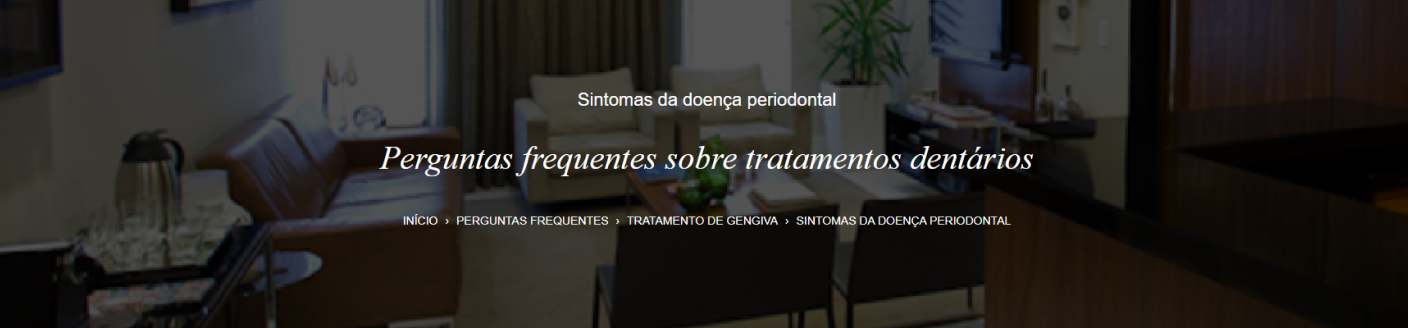 Sintomas da doença periodontal
Perguntas frequentes sobre tratamentos dentários
INÍCIO › PERGUNTAS FREQUENTES › TRATAMENTO DE GENGIVA › SINTOMAS DA DOENÇA PERIODONTAL